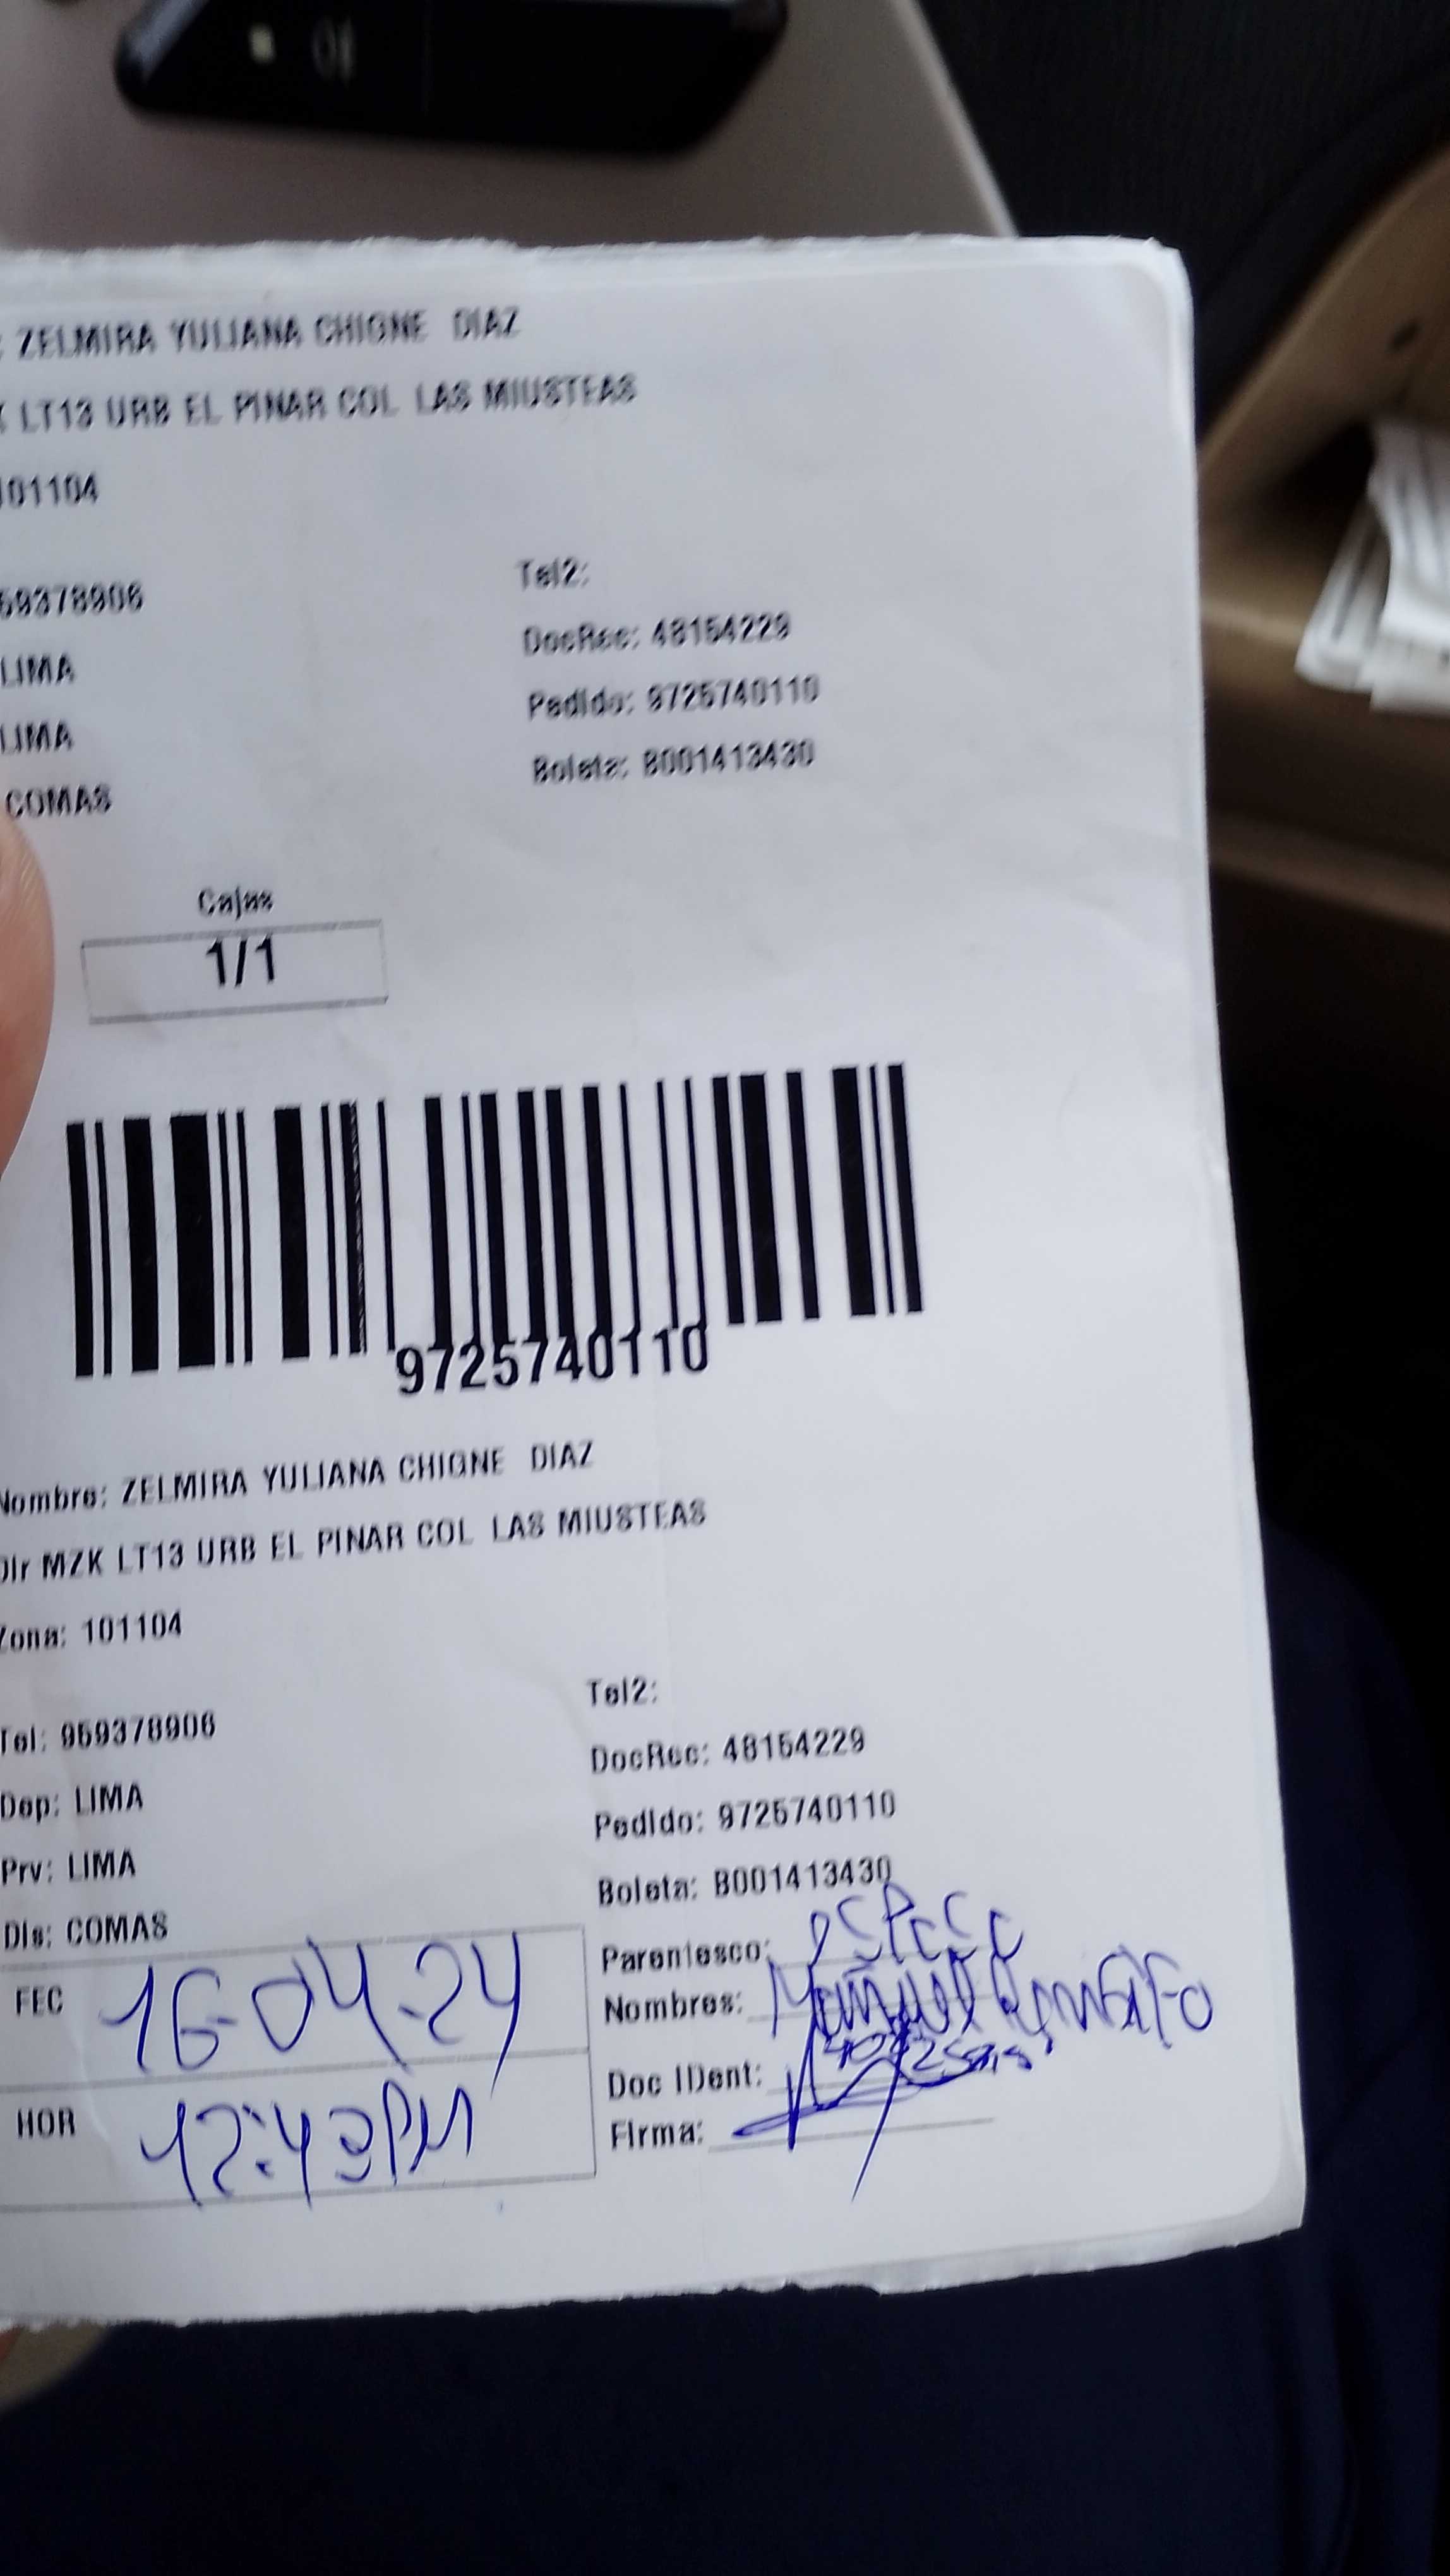 : ZELMIRA YULIANA CHIGNE DIAZ
K LT13 URB EL PINAR COL LAS MIUSTEAS
101104
59378906
LIMA
LIMA
COMAS
Tel2:
DocRec: 48154229
Pedido: 9725740110
Boleta: B001413430
Cajas
1/1
9725740110
Nombre: ZELMIRA YULIANA CHIGNE DIAZ
Dir MZK LT13 URB EL PINAR COL LAS MIUSTEAS
Zona: 101104
Tel: 959378906
Dep: LIMA
Prv: LIMA
Dis: COMAS
Tel2:
DocRec: 48154229
Pedido: 9725740110
Boleta: B001413430
FEC 16-04-24
HOR 12:43PM
Parentesco:
Nombres: Manuel
Doc IDent:
Firma: